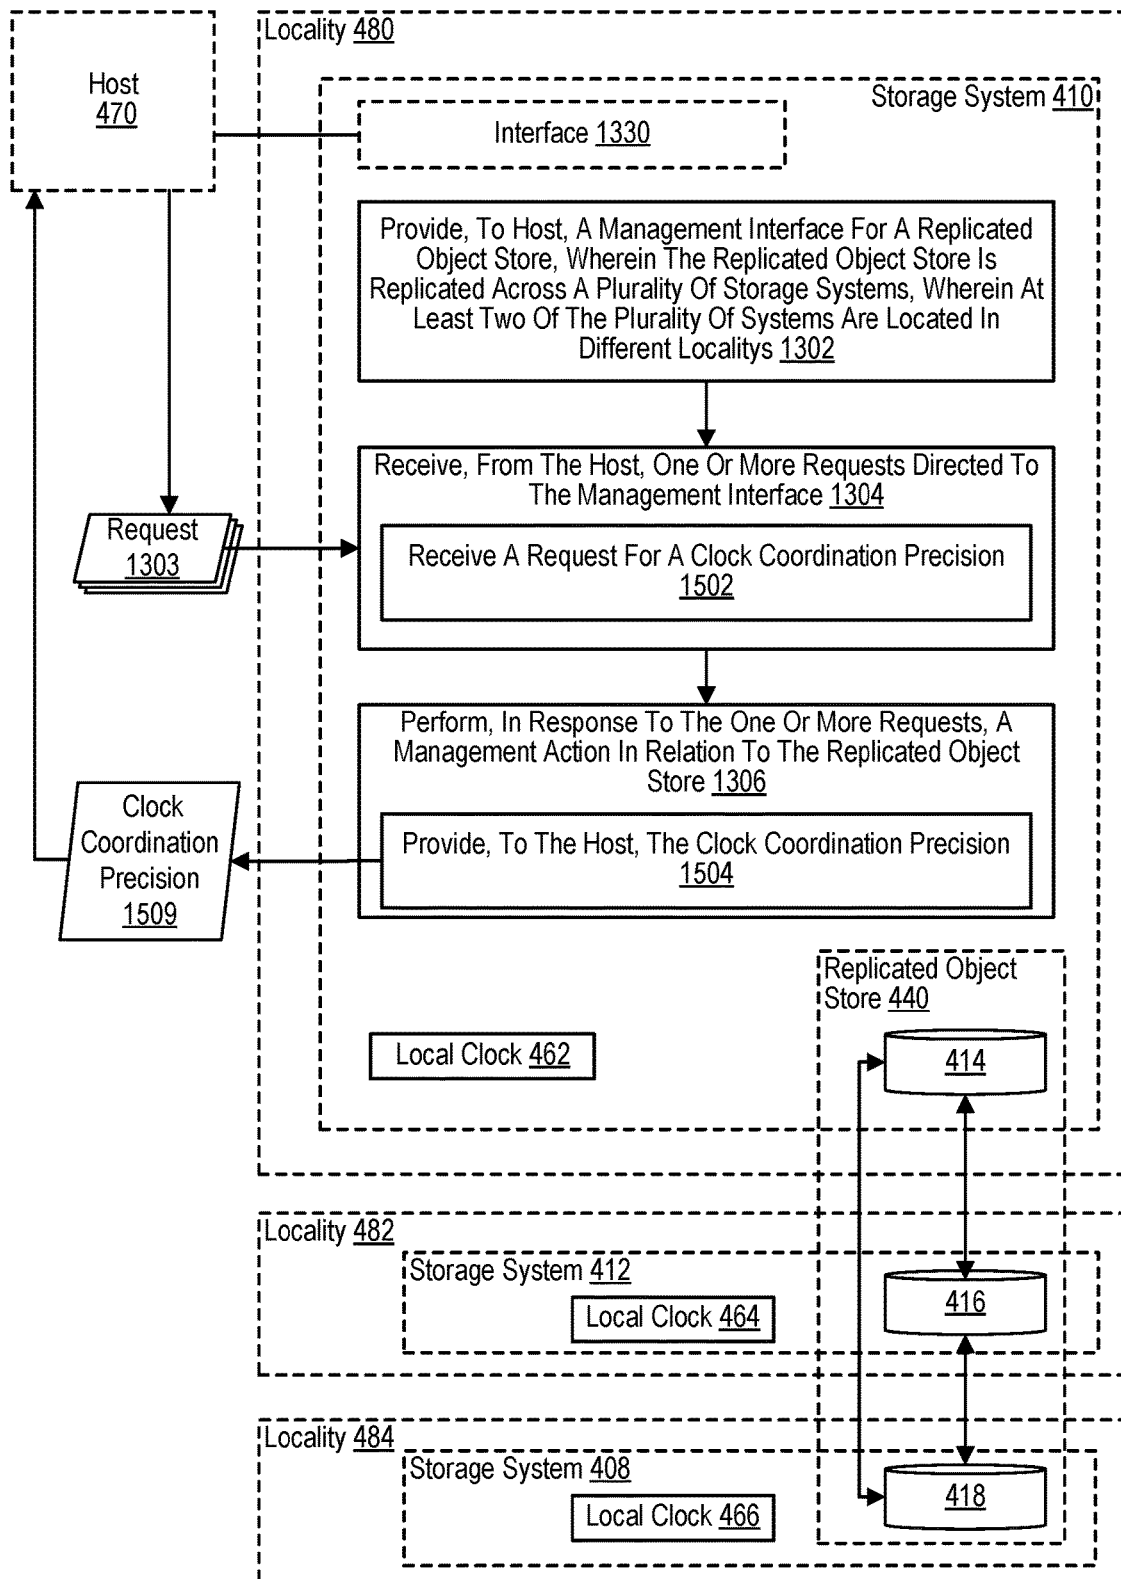 Locality 480
Host
470
Storage System 410
Interface 1330
Provide, To Host, A Management Interface For A Replicated
Object Store, Wherein The Replicated Object Store Is
Replicated Across A Plurality Of Storage Systems, Wherein At
Least Two Of The Plurality Of Systems Are Located In
Different Localitys 1302
Receive, From The Host, One Or More Requests Directed To
The Management Interface 1304
Request
1303
Receive A Request For A Clock Coordination Precision
1502
Perform, In Response To The One Or More Requests, A
Management Action In Relation To The Replicated Object
Store 1306
Clock
Coordination
Precision
1509
Provide, To The Host, The Clock Coordination Precision
1504
Replicated Object
Store 440
Local Clock 462
414
Locality 482
Storage System 412
Local Clock 464
416
Locality 484
Storage System 408
Local Clock 466
418